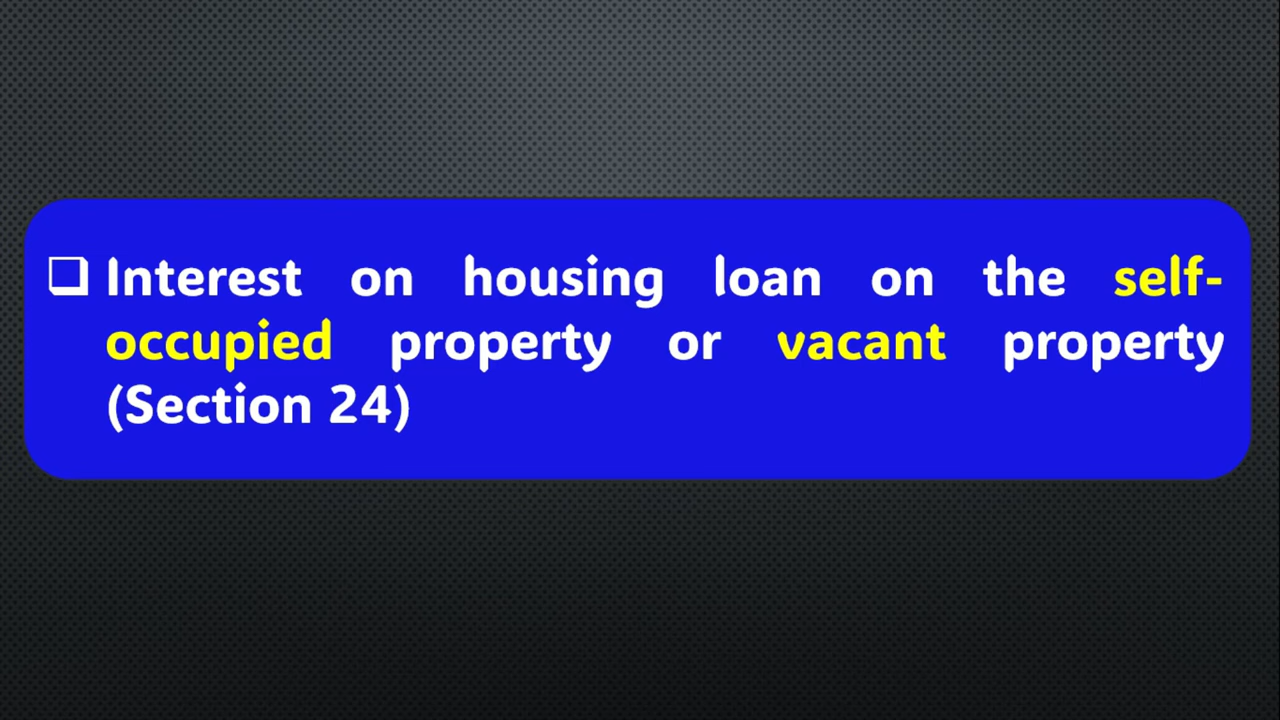 ❑ Interest on housing loan on the self-
occupied property or vacant property
(Section 24)